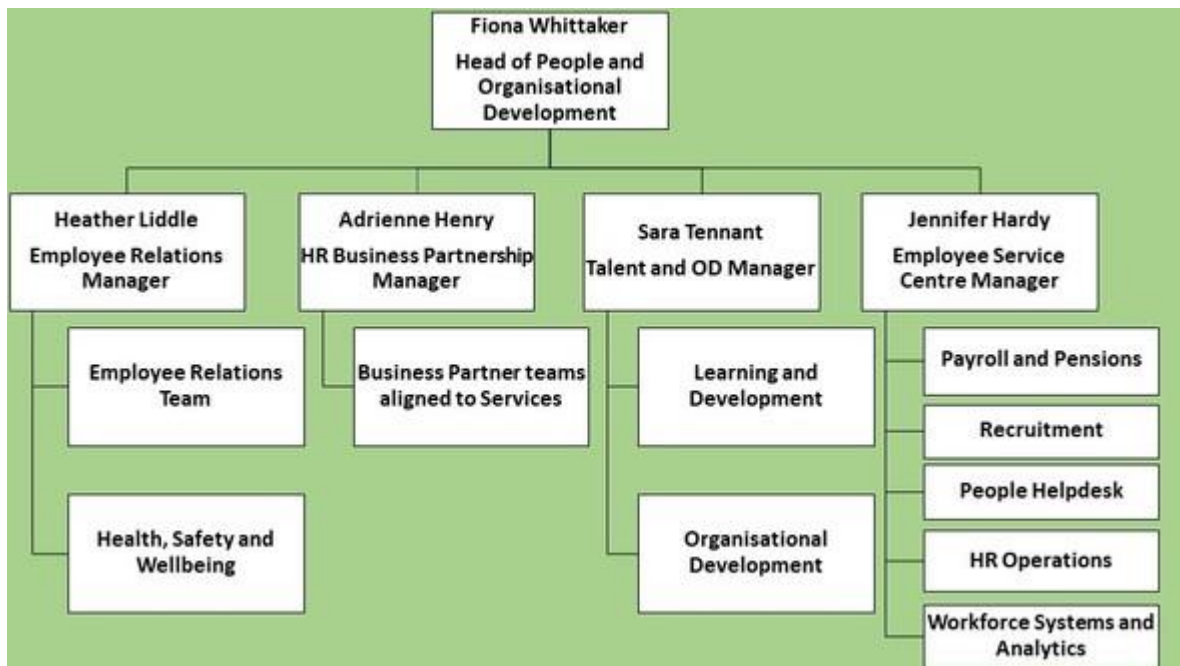 Fiona Whittaker
Head of People and
Organisational
Development
Heather Liddle
Employee Relations
Manager
Adrienne Henry
HR Business Partnership
Manager
Sara Tennant
Talent and OD Manager
Jennifer Hardy
Employee Service
Centre Manager
Employee Relations
Team
Health, Safety and
Wellbeing
Business Partner teams
aligned to Services
Learning and
Development
Organisational
Development
Payroll and Pensions
Recruitment
People Helpdesk
HR Operations
Workforce Systems and
Analytics